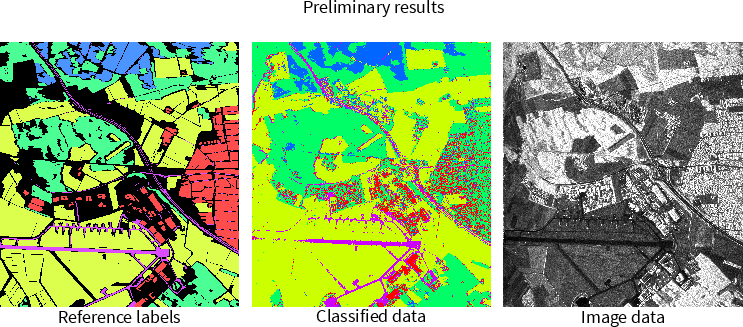 Preliminary results
Reference labels
Classified data
Image data